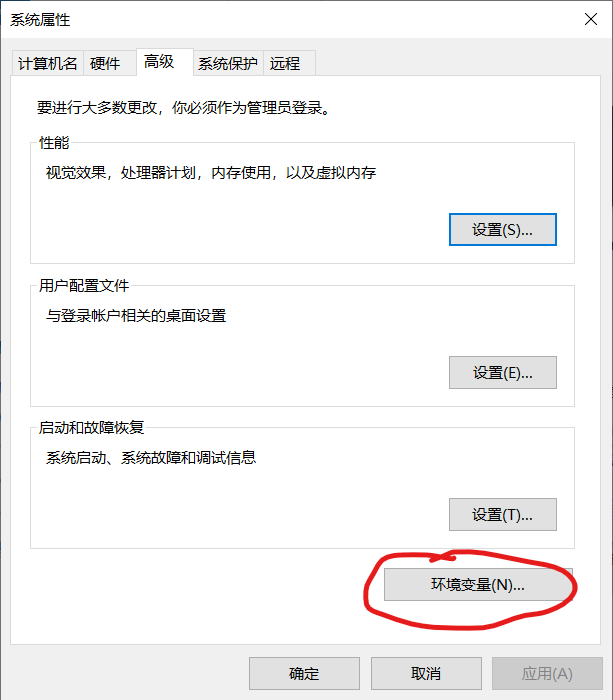 系统属性
计算机名 硬件 高级 系统保护 远程
要进行大多数更改，你必须作为管理员登录。
性能
视觉效果，处理器计划，内存使用，以及虚拟内存
设置(S)...
用户配置文件
与登录帐户相关的桌面设置
设置(E)...
启动和故障恢复
系统启动、系统故障和调试信息
设置(T)...
环境变量(N)...
确定 取消 应用(A)